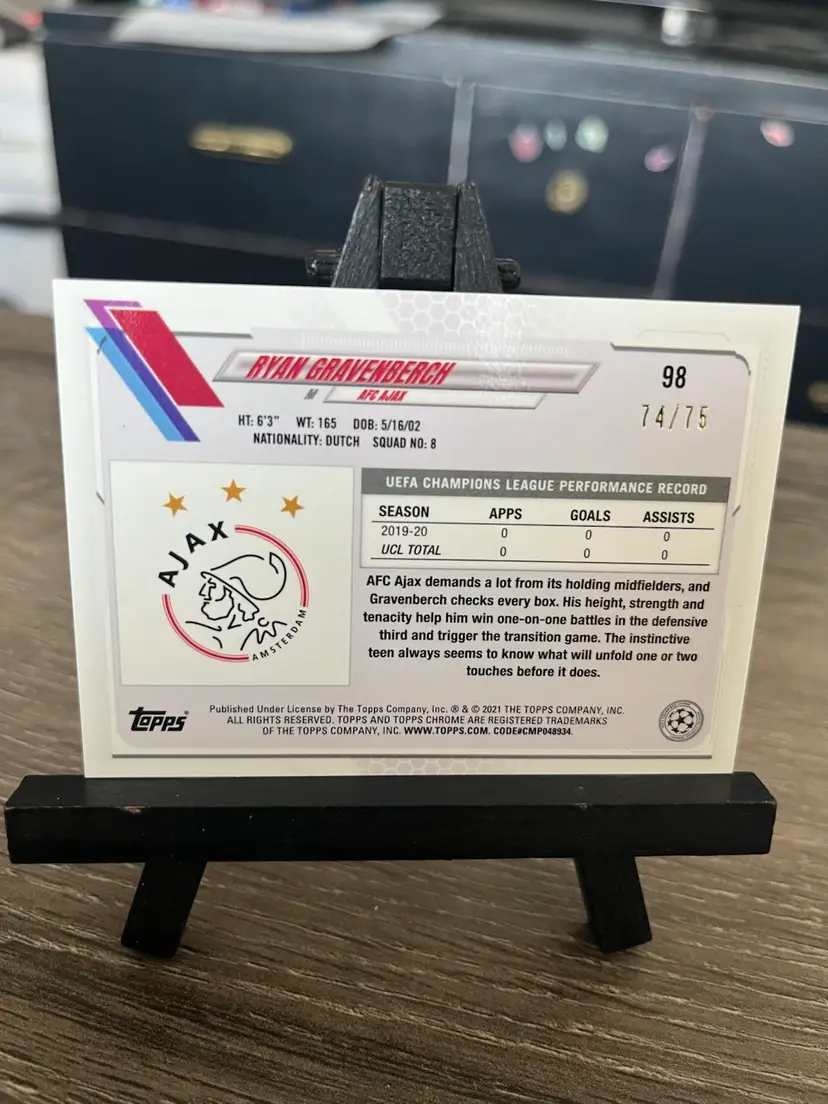 RYAN GRAVENBERCH
M AFC AJAX
98
74/75
HT: 6'3" WT: 165 DOB: 5/16/02
NATIONALITY: DUTCH SQUAD NO: 8
AJAX
AMSTERDAM
UEFA CHAMPIONS LEAGUE PERFORMANCE RECORD
SEASON APPS GOALS ASSISTS
2019-20 0 0 0
UCL TOTAL 0 0 0
AFC Ajax demands a lot from its holding midfielders, and
Gravenberch checks every box. His height, strength and
tenacity help him win one-on-one battles in the defensive
third and trigger the transition game. The instinctive
teen always seems to know what will unfold one or two
touches before it does.
Topps
Published Under License by The Topps Company, Inc. ® & © 2021 THE TOPPS COMPANY, INC.
ALL RIGHTS RESERVED. TOPPS AND TOPPS CHROME ARE REGISTERED TRADEMARKS
OF THE TOPPS COMPANY, INC. WWW.TOPPS.COM. CODE#CMP048934.